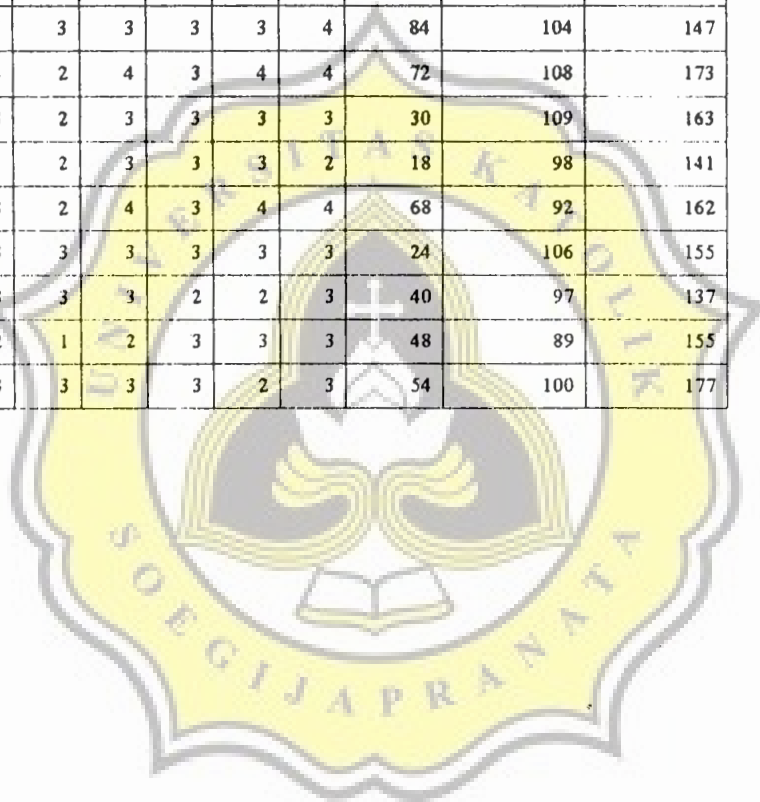 3 3 3 3 4 84 104 147
2 4 3 4 4 72 108 173
2 3 3 3 3 30 109 163
2 3 3 3 2 18 98 141
2 4 3 4 4 68 92 162
3 3 3 3 3 24 106 155
3 3 2 2 3 40 97 137
1 2 3 3 3 48 89 155
3 3 3 2 3 54 100 177
UNIVERSITAS KATOLIK
SOEGIJAPRANATA